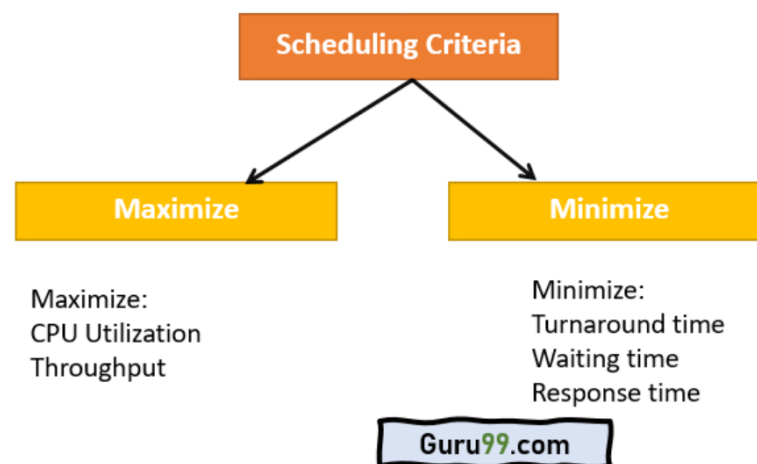 Scheduling Criteria
Maximize
Minimize
Maximize:
CPU Utilization
Throughput
Minimize:
Turnaround time
Waiting time
Response time
Guru99.com